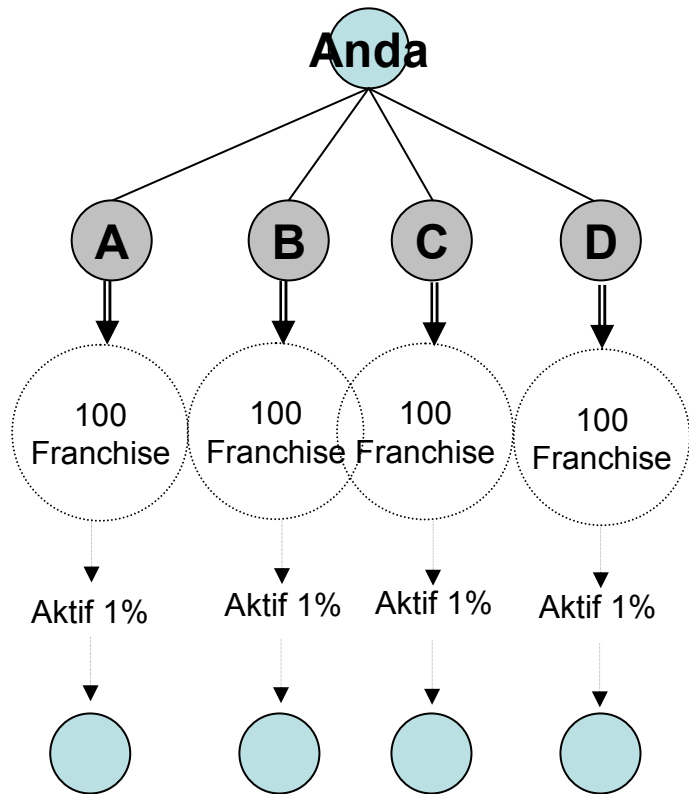 Anda
A B C D
100 Franchise
100 Franchise
100 Franchise
100 Franchise
Aktif 1% Aktif 1% Aktif 1% Aktif 1%